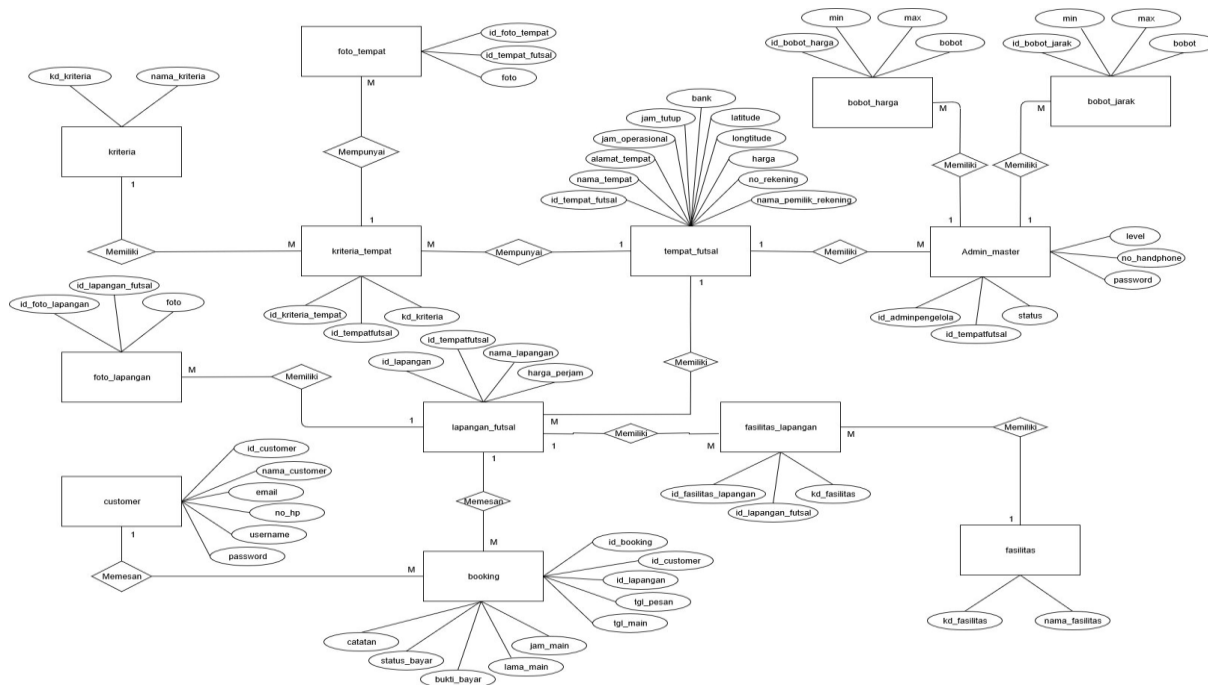 min
max
id_bobot_harga
bobot
bobot_harga
M
min
max
id_bobot_jarak
bobot
bobot_jarak
M
id_foto_tempat
id_tempat_futsal
foto
foto_tempat
M
Mempunyai
1
kd_kriteria
nama_kriteria
kriteria
1
Memiliki
M
bank
jam_tutup
latitude
jam_operasional
longtitude
alamat_tempat
harga
nama_tempat
no_rekening
id_tempat_futsal
nama_pemilik_rekening
Memiliki
Memiliki
1
1
kriteria_tempat
M
Mempunyai
1
tempat_futsal
1
Memiliki
M
Admin_master
level
no_handphone
password
id_adminpengelola
status
id_tempatfutsal
1
id_kriteria_tempat
kd_kriteria
id_tempatfutsal
id_lapangan_futsal
id_foto_lapangan
foto
foto_lapangan
M
Memiliki
1
id_tempatfutsal
id_lapangan
nama_lapangan
harga_perjam
Memiliki
M
lapangan_futsal
1
Memiliki
M
fasilitas_lapangan
M
Memiliki
1
id_fasilitas_lapangan
kd_fasilitas
id_lapangan_futsal
1
Memesan
M
customer
id_customer
nama_customer
email
no_hp
username
password
1
Memesan
M
booking
id_booking
id_customer
id_lapangan
tgl_pesan
tgl_main
catatan
jam_main
status_bayar
lama_main
bukti_bayar
fasilitas
kd_fasilitas
nama_fasilitas